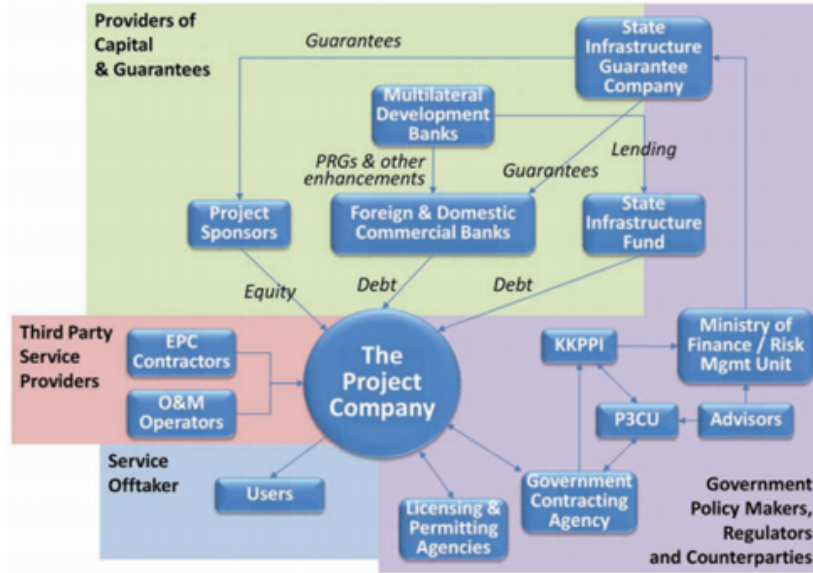 Providers of
Capital
& Guarantees
Guarantees
State
Infrastructure
Guarantee
Company
Multilateral
Development
Banks
PRGs & other
enhancements
Guarantees
Lending
Project
Sponsors
Foreign & Domestic
Commercial Banks
State
Infrastructure
Fund
Equity
Debt
Debt
Third Party
Service
Providers
EPC
Contractors
O&M
Operators
The
Project
Company
KKPPI
Ministry of
Finance / Risk
Mgmt Unit
P3CU
Advisors
Service
Offtaker
Users
Licensing &
Permitting
Agencies
Government
Contracting
Agency
Government
Policy Makers,
Regulators
and Counterparties